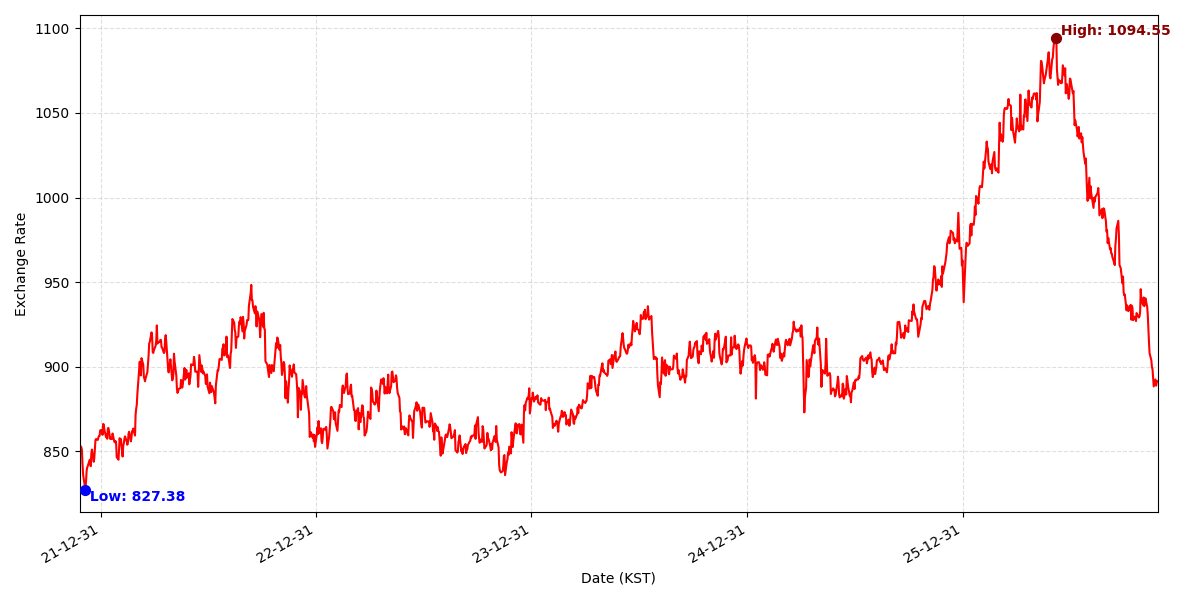 1100
1050
1000
950
900
850
Exchange Rate
High: 1094.55
Low: 827.38
21-12-31
22-12-31
23-12-31
24-12-31
25-12-31
Date (KST)